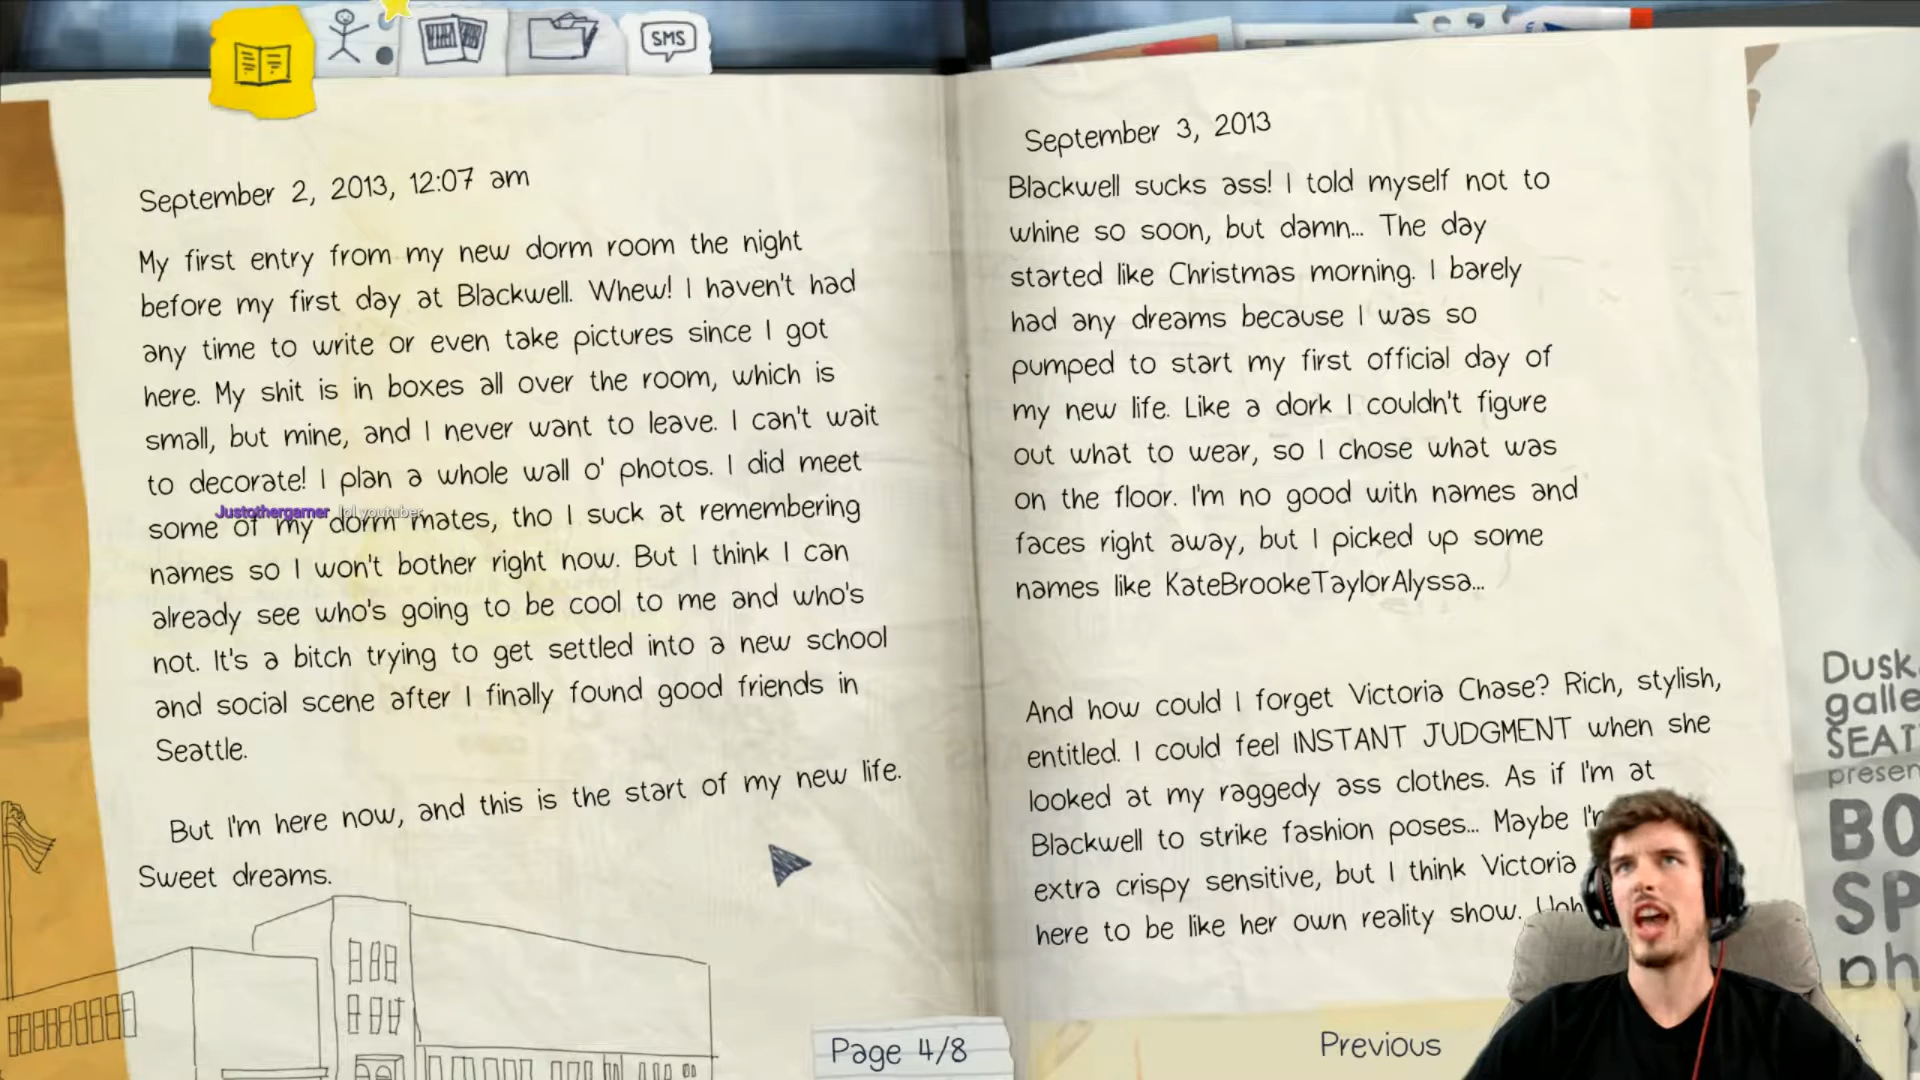 SMS
September 2, 2013, 12:07 am
My first entry from my new dorm room the night
before my first day at Blackwell. Whew! I haven't had
any time to write or even take pictures since I got
here. My shit is in boxes all over the room, which is
small, but mine, and I never want to leave. I can't wait
to decorate! I plan a whole wall o' photos. I did meet
Justothergamer lol youtuber
some of my dorm mates, tho I suck at remembering
names so I won't bother right now. But I think I can
already see who's going to be cool to me and who's
not. It's a bitch trying to get settled into a new school
and social scene after I finally found good friends in
Seattle.
But I'm here now, and this is the start of my new life.
Sweet dreams.
September 3, 2013
Blackwell sucks ass! I told myself not to
whine so soon, but damn... The day
started like Christmas morning. I barely
had any dreams because I was so
pumped to start my first official day of
my new life. Like a dork I couldn't figure
out what to wear, so I chose what was
on the floor. I'm no good with names and
faces right away, but I picked up some
names like KateBrookeTaylorAlyssa...
And how could I forget Victoria Chase? Rich, stylish,
entitled. I could feel INSTANT JUDGMENT when she
looked at my raggedy ass clothes. As if I'm at
Blackwell to strike fashion poses... Maybe I'
extra crispy sensitive, but I think Victoria
here to be like her own reality show.
Page 4/8
Previous
Dusk
galle
SEAT
presen
BO
SP
ph